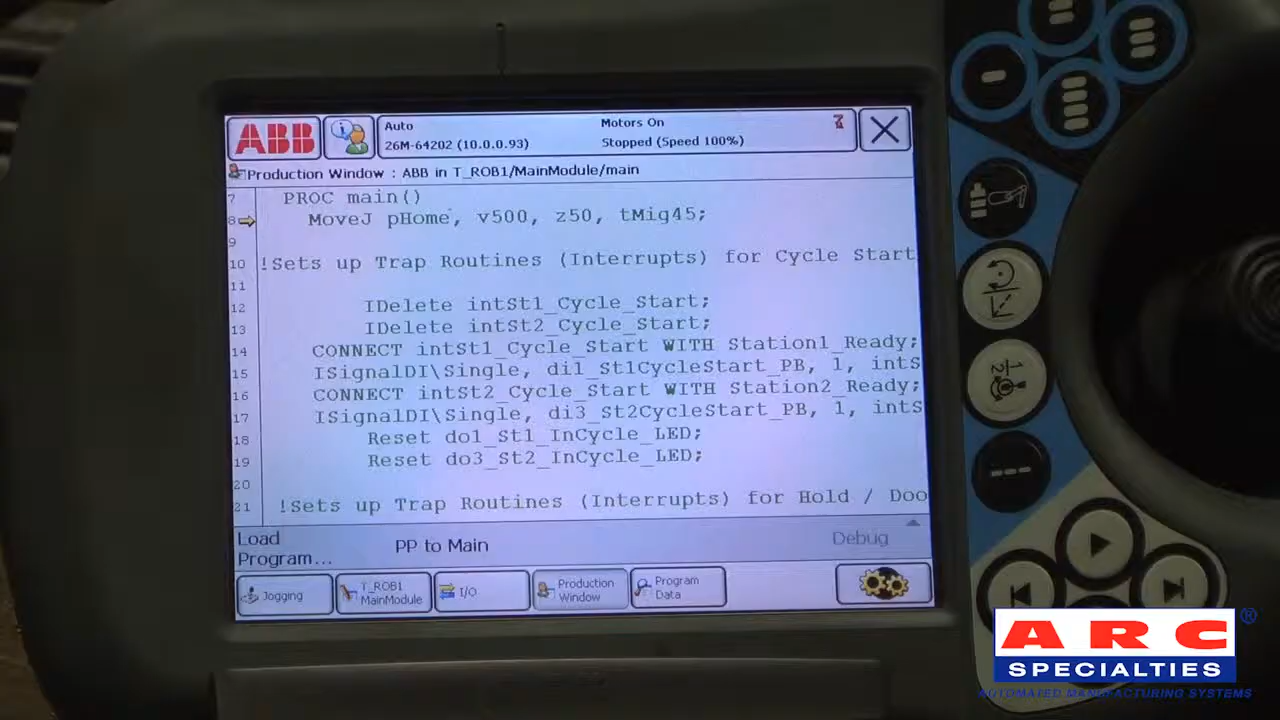 ABB
Auto
26M-64202 (10.0.0.93)
Motors On
Stopped (Speed 100%)
Production Window : ABB in T_ROB1/MainModule/main
7 PROC main()
8 MoveJ pHome, v500, z50, tMig45;
9
10 !Sets up Trap Routines (Interrupts) for Cycle Start
11
12 IDelete intSt1_Cycle_Start;
13 IDelete intSt2_Cycle_Start;
14 CONNECT intSt1_Cycle_Start WITH Station1_Ready;
15 ISignalDI\Single, di1_St1CycleStart_PB, 1, intS
16 CONNECT intSt2_Cycle_Start WITH Station2_Ready;
17 ISignalDI\Single, di3_St2CycleStart_PB, 1, intS
18 Reset do1_St1_InCycle_LED;
19 Reset do3_St2_InCycle_LED;
20
21 !Sets up Trap Routines (Interrupts) for Hold / Doo
Load
Program...
PP to Main
Debug
Jogging
T_ROB1
MainModule
I/O
Production
Window
Program
Data
ARC®
SPECIALTIES
AUTOMATED MANUFACTURING SYSTEMS